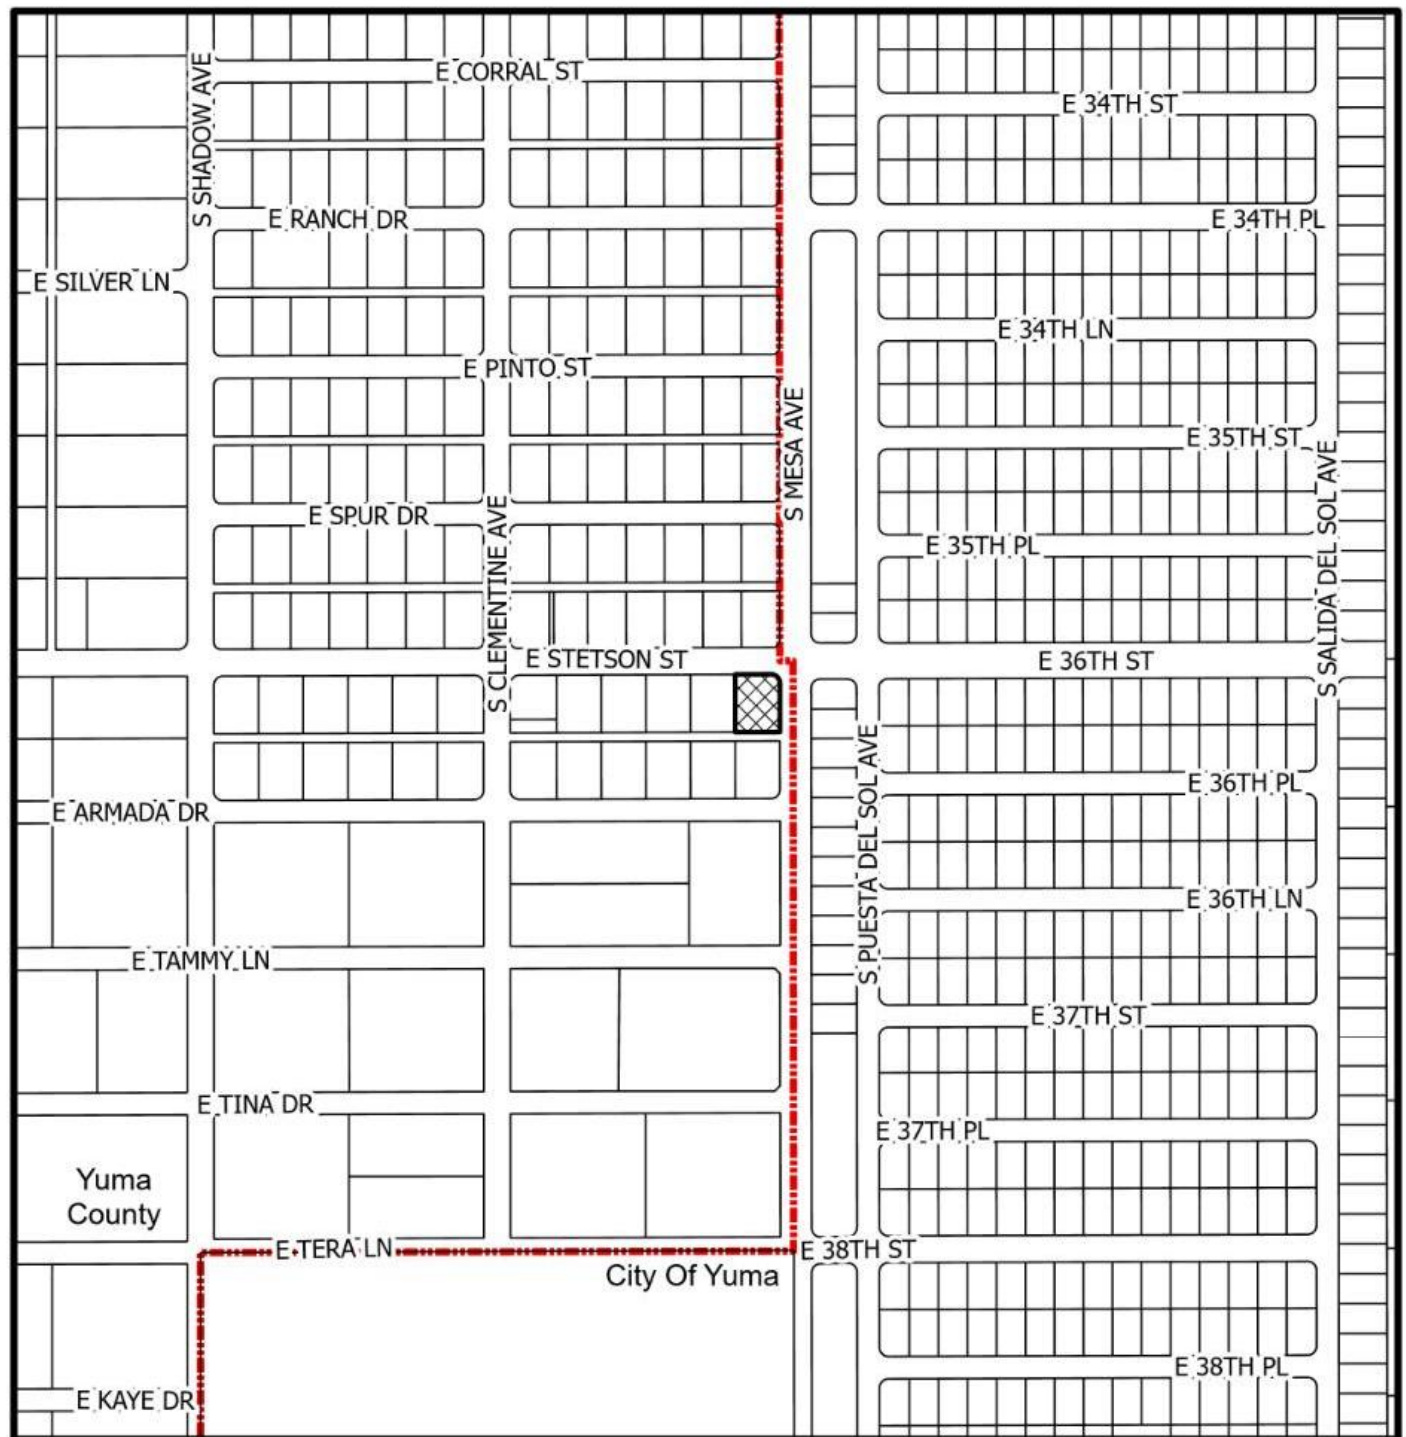 E CORRAL ST
S SHADOW AVE
E 34TH ST
E RANCH DR
E 34TH PL
E SILVER LN
E 34TH LN
E PINTO ST
S MESA AVE
E 35TH ST
S SALIDA DEL SOL AVE
E SPUR DR
S CLEMENTINE AVE
E 35TH PL
E STETSON ST
E 36TH ST
S PUESTA DEL SOL AVE
E 36TH PL
E ARMADA DR
E 36TH LN
E TAMMY LN
E 37TH ST
E TINA DR
E 37TH PL
Yuma
County
E TERA LN
E 38TH ST
City Of Yuma
E 38TH PL
E KAYE DR